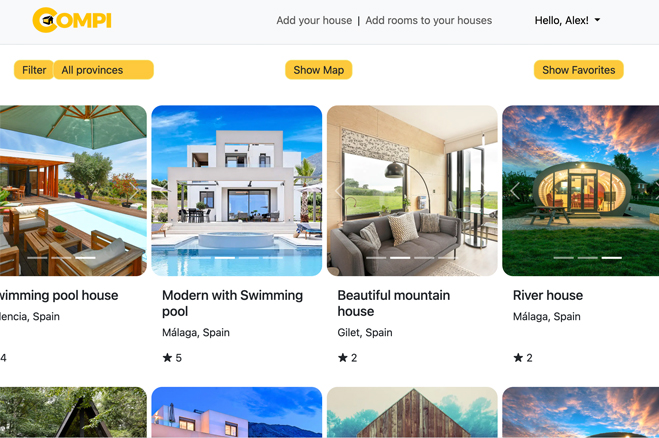 COMPI
Add your house | Add rooms to your houses
Hello, Alex!
Filter All provinces
Show Map
Show Favorites
wimming pool house
lencia, Spain
4
Modern with Swimming
pool
Málaga, Spain
5
Beautiful mountain
house
Gilet, Spain
2
River house
Málaga, Spain
2